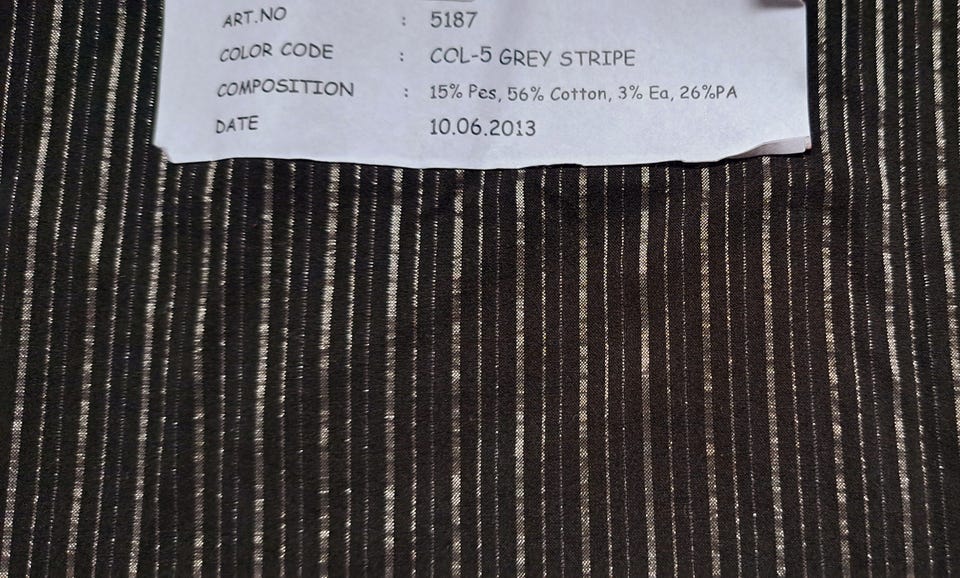 ART.NO : 5187
COLOR CODE : COL-5 GREY STRIPE
COMPOSITION : 15% Pes, 56% Cotton, 3% Ea, 26%PA
DATE 10.06.2013